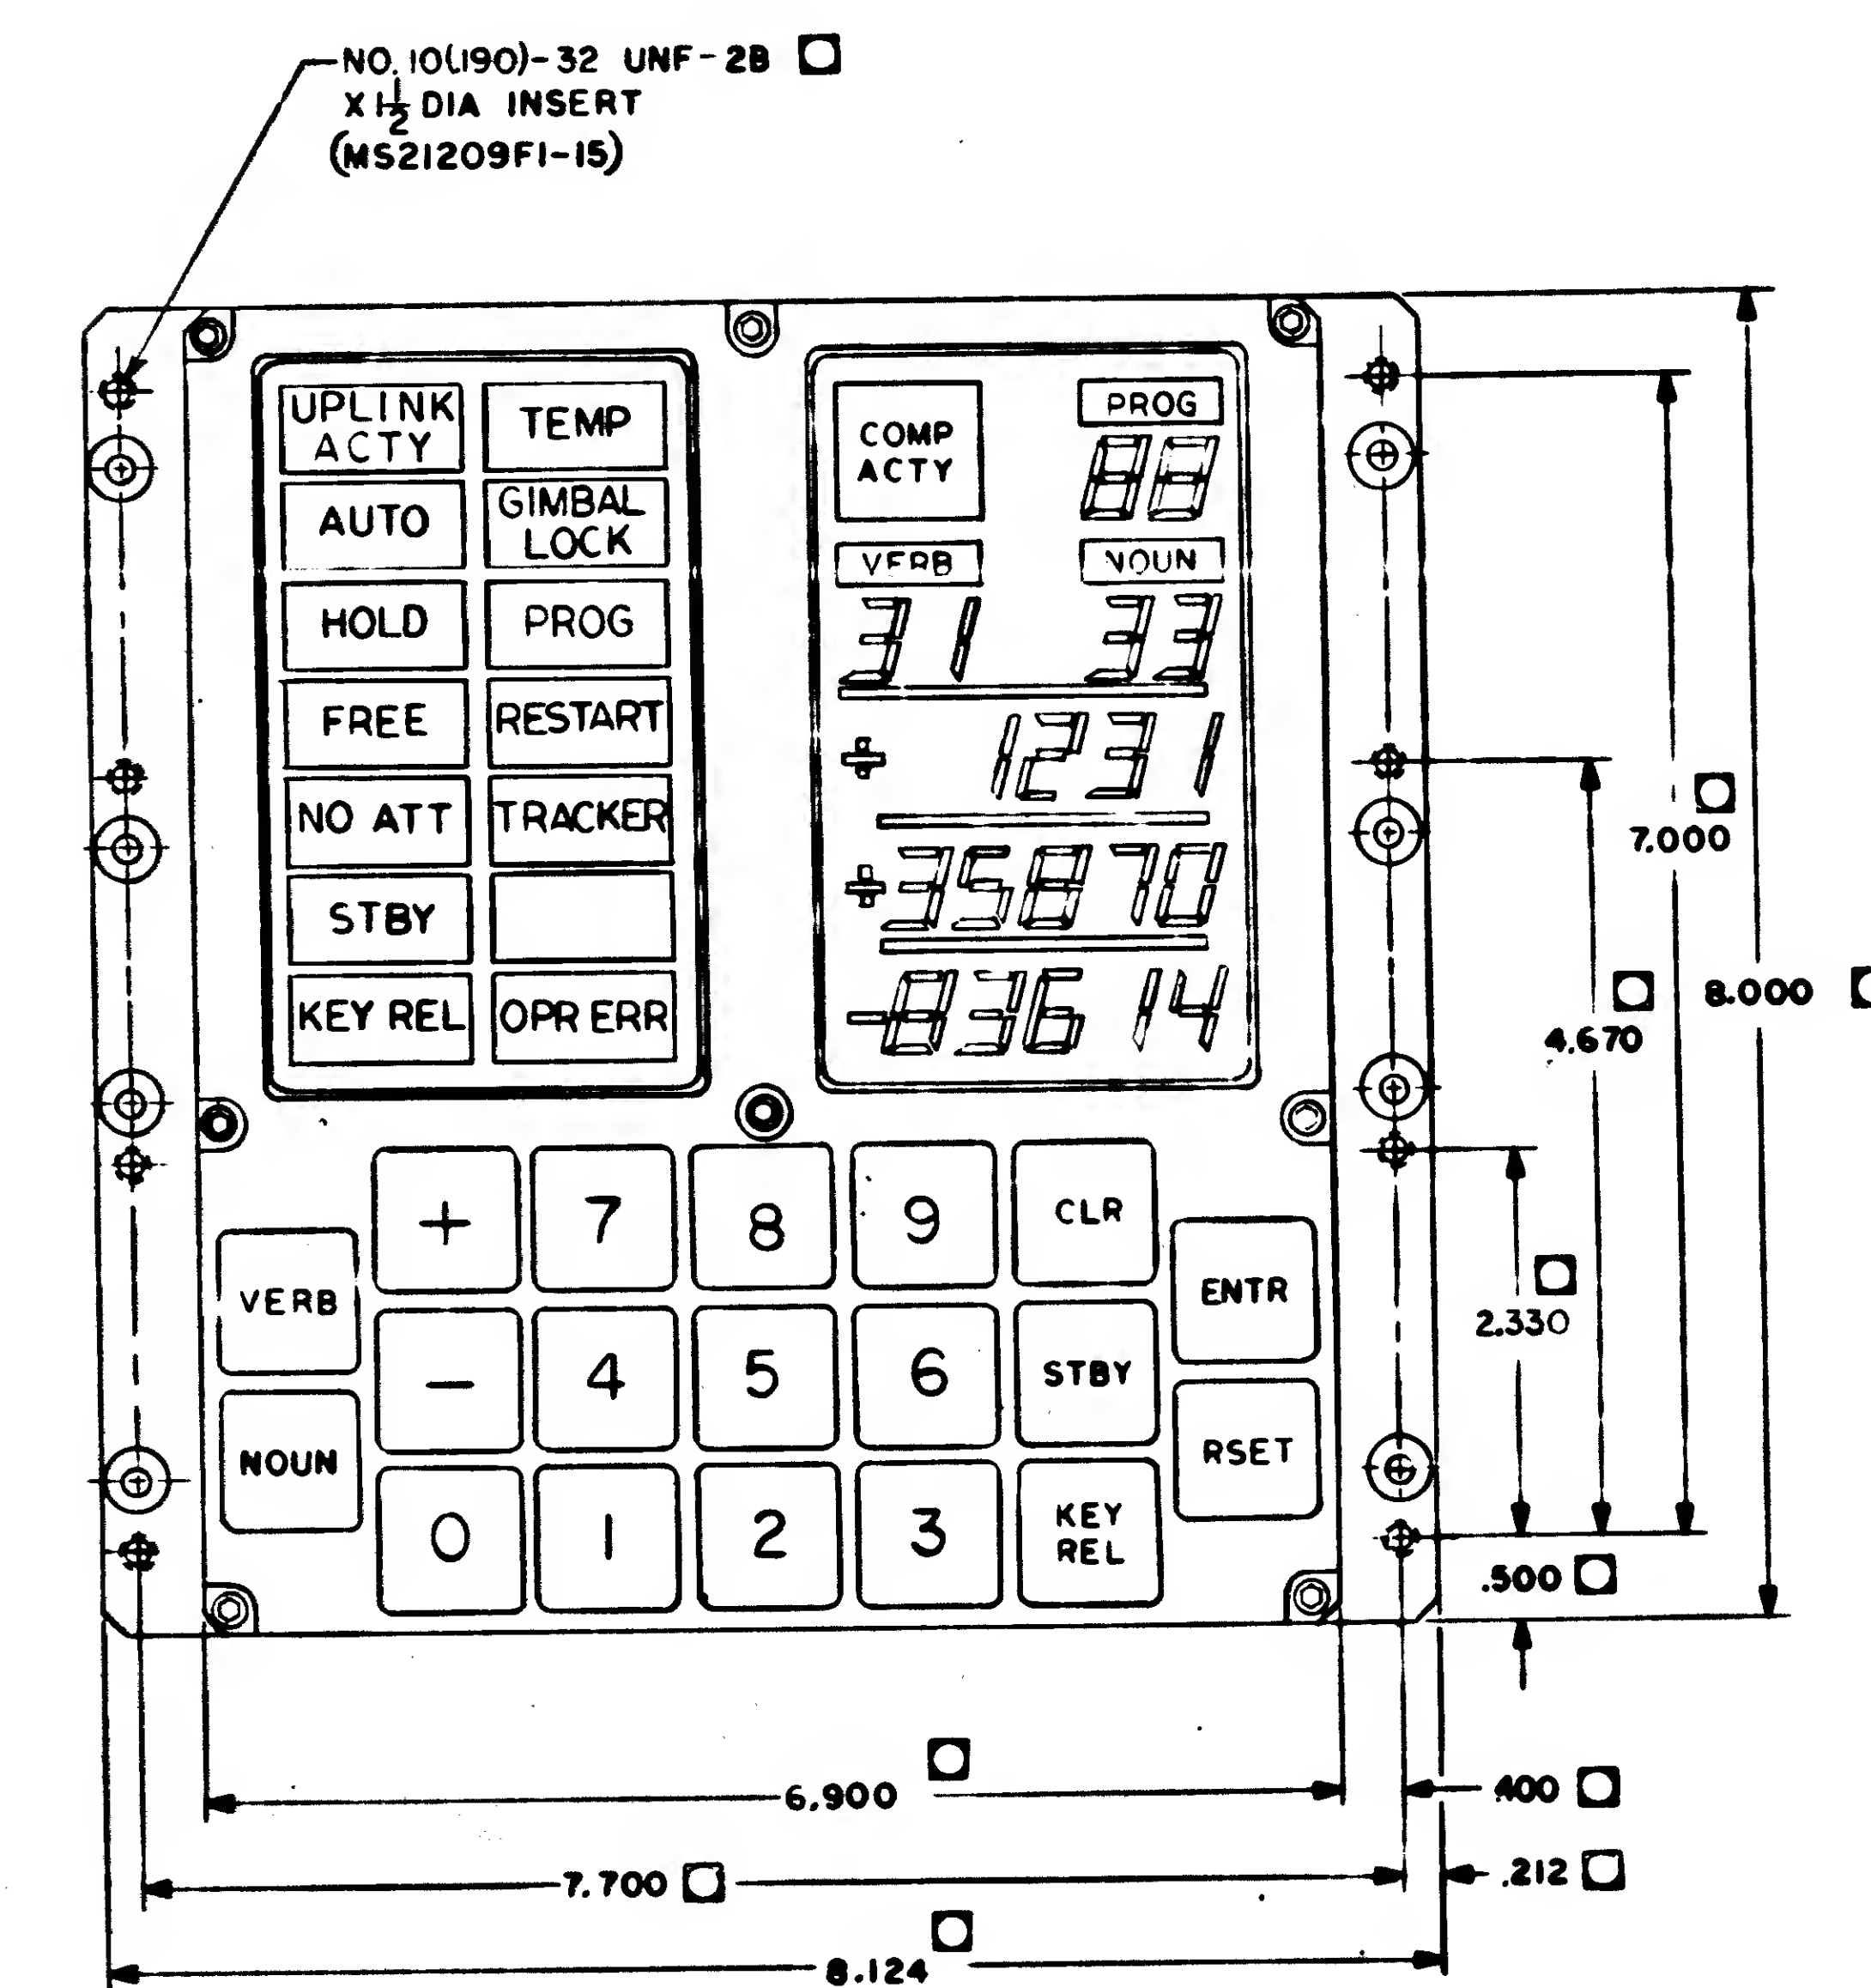 NO. 10(.190)-32 UNF-2B
X 1 1/2 DIA INSERT
(MS21209F1-15)
UPLINK
ACTY
TEMP
AUTO
GIMBAL
LOCK
HOLD
PROG
FREE
RESTART
NO ATT
TRACKER
STBY
KEY REL
OPR ERR
COMP
ACTY
PROG
88
VERB
NOUN
31
33
+ 1231
+35870
-83614
VERB
NOUN
+
7
8
9
CLR
-
4
5
6
STBY
0
1
2
3
KEY
REL
ENTR
RSET
7.000
8.000
4.670
2.330
.500
6.900
.400
7.700
.212
8.124